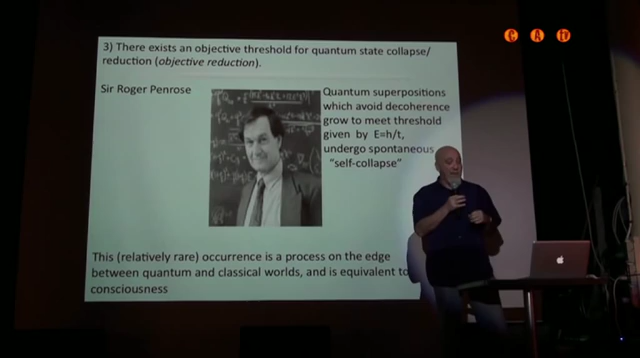 C A tv
3) There exists an objective threshold for quantum state collapse/
reduction (objective reduction).
Sir Roger Penrose
Quantum superpositions
which avoid decoherence
grow to meet threshold
given by E=h/t,
undergo spontaneous
"self-collapse"
This (relatively rare) occurrence is a process on the edge
between quantum and classical worlds, and is equivalent to
consciousness